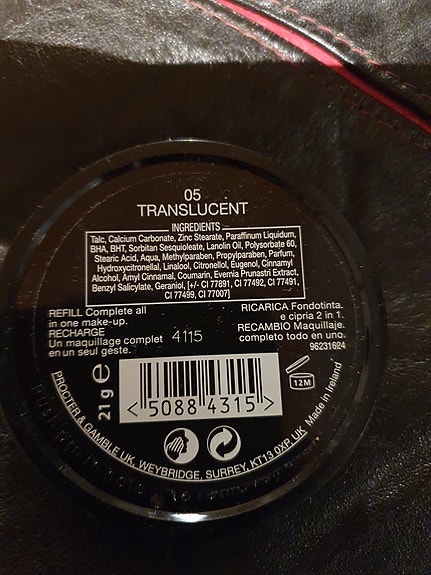 05
TRANSLUCENT
INGREDIENTS
Talc, Calcium Carbonate, Zinc Stearate, Paraffinum Liquidum,
BHA, BHT, Sorbitan Sesquioleate, Lanolin Oil, Polysorbate 60,
Stearic Acid, Aqua, Methylparaben, Propylparaben, Parfum,
Hydroxycitronellal, Linalool, Citronellol, Eugenol, Cinnamyl
Alcohol, Amyl Cinnamal, Coumarin, Evernia Prunastri Extract,
Benzyl Salicylate, Geraniol, [+/- CI 77891, CI 77492, CI 77491,
CI 77499, CI 77007]
REFILL Complete all
in one make-up.
RECHARGE
Un maquillage complet
en un seul geste.
4115
RICARICA Fondotinta.
e cipria 2 in 1.
RECAMBIO Maquillaje.
completo todo en uno.
96231624
21 g e
<50884315>
12M
PROCTER & GAMBLE UK, WEYBRIDGE, SURREY, KT13 0XP, UK Made in Ireland